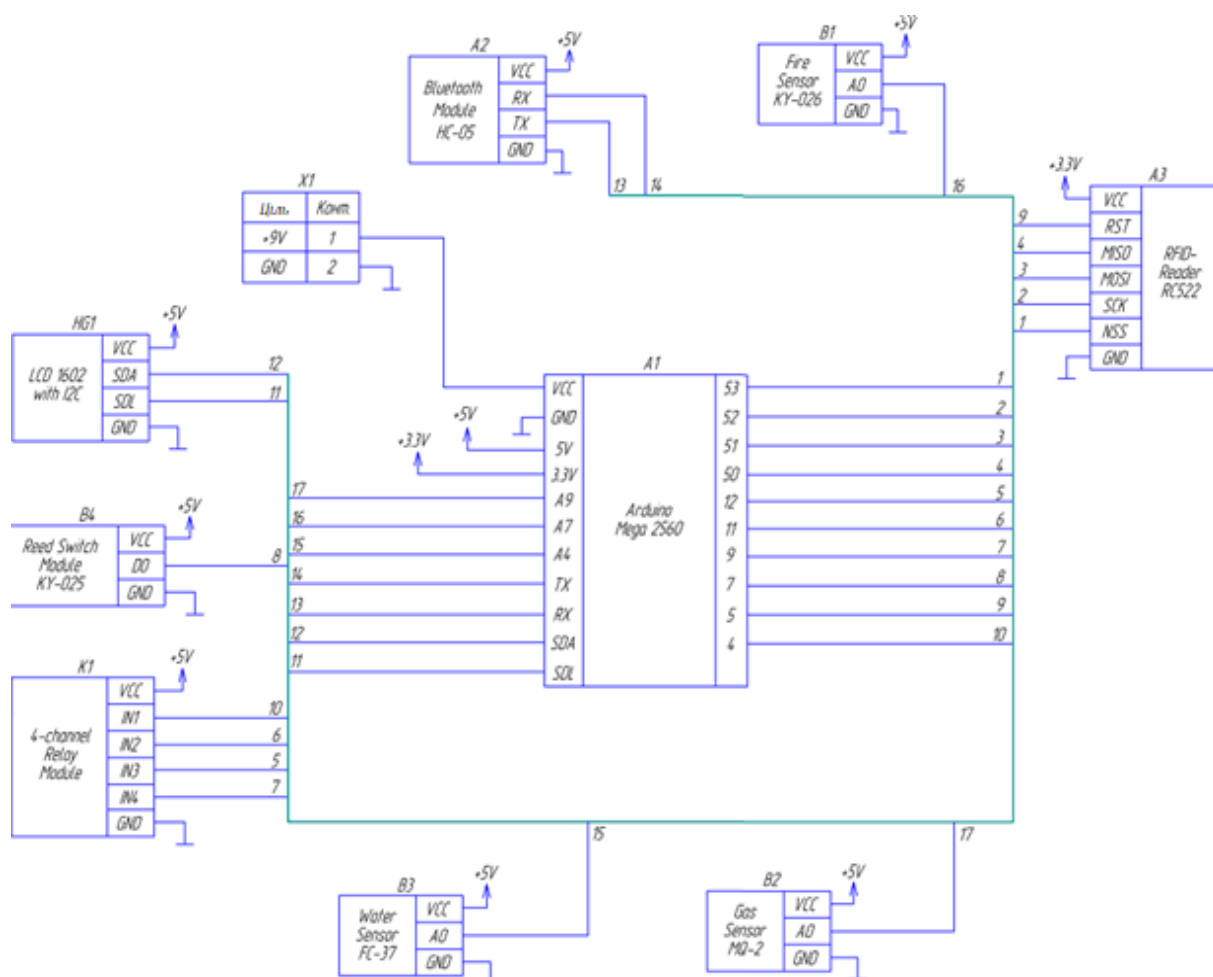 A2
+5V
Bluetooth
Module
HC-05
VCC
RX
TX
GND
13
14
B1
+5V
Fire
Sensor
KY-026
VCC
AO
GND
16
X1
Конт.
+9V
1
GND
2
+3.3V
A3
VCC
RST
MISO
MOSI
SCK
NSS
GND
RFID-
Reader
RC522
9
4
3
2
1
HG1
+5V
LCD 1602
with I2C
VCC
SDA
SDL
GND
12
11
A1
Arduino
Mega 2560
VCC
GND
5V
3.3V
A9
A7
A4
TX
RX
SDA
SDL
+5V
+3.3V
17
16
15
14
13
12
11
53
52
51
50
12
11
9
7
5
4
1
2
3
4
5
6
7
8
9
10
B4
+5V
Reed Switch
Module
KY-025
VCC
DO
GND
8
K1
+5V
4-channel
Relay
Module
VCC
IN1
IN2
IN3
IN4
GND
10
6
5
7
15
17
B3
+5V
Water
Sensor
FC-37
VCC
AO
GND
B2
+5V
Gas
Sensor
MQ-2
VCC
AO
GND